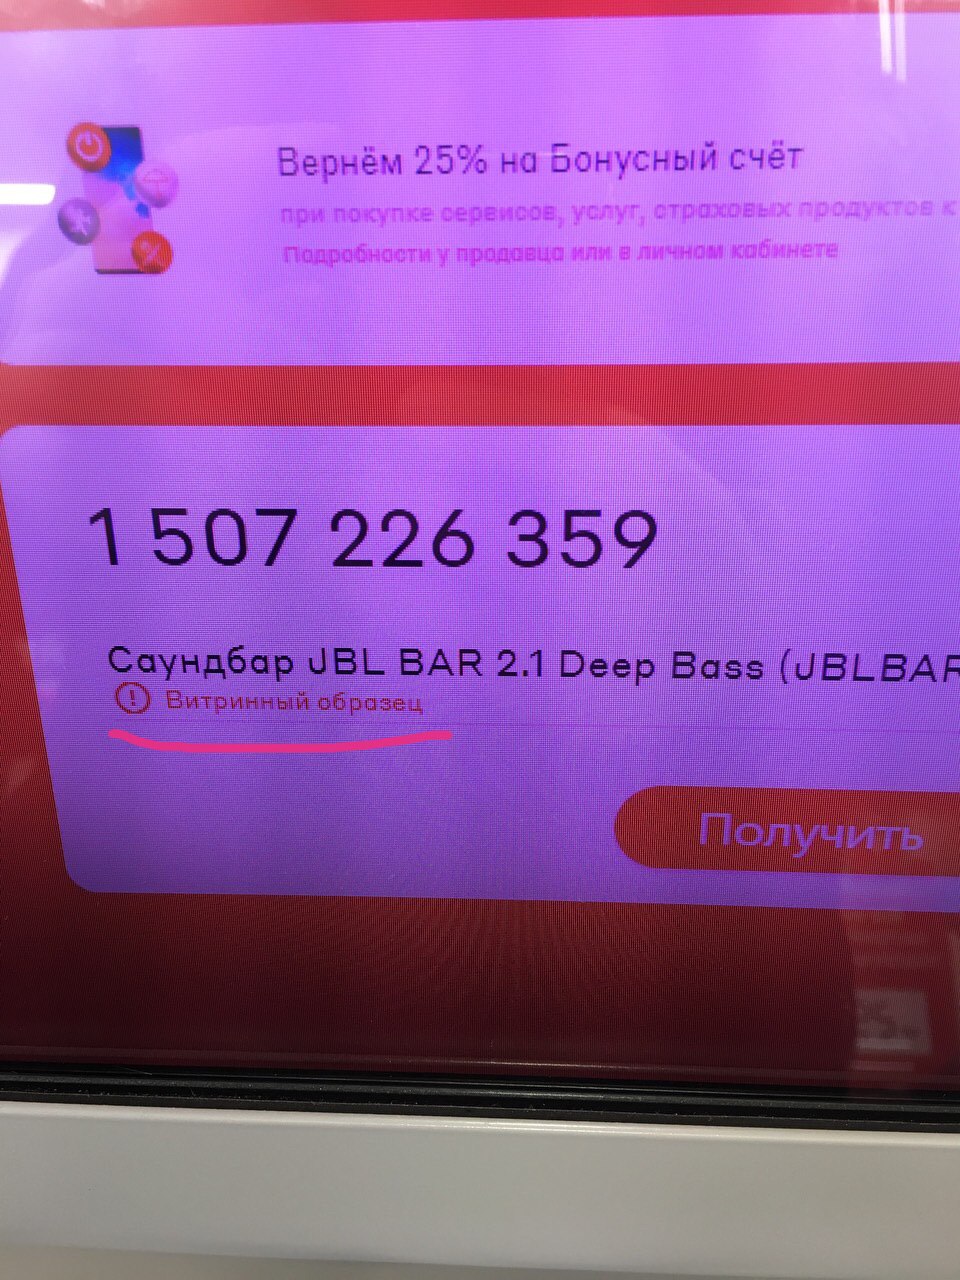 Вернём 25% на Бонусный счёт
при покупке сервисов, услуг, страховых продуктов к
Подробности у продавца или в личном кабинете
1 507 226 359
Саундбар JBL BAR 2.1 Deep Bass (JBLBAR
Витринный образец
Получить